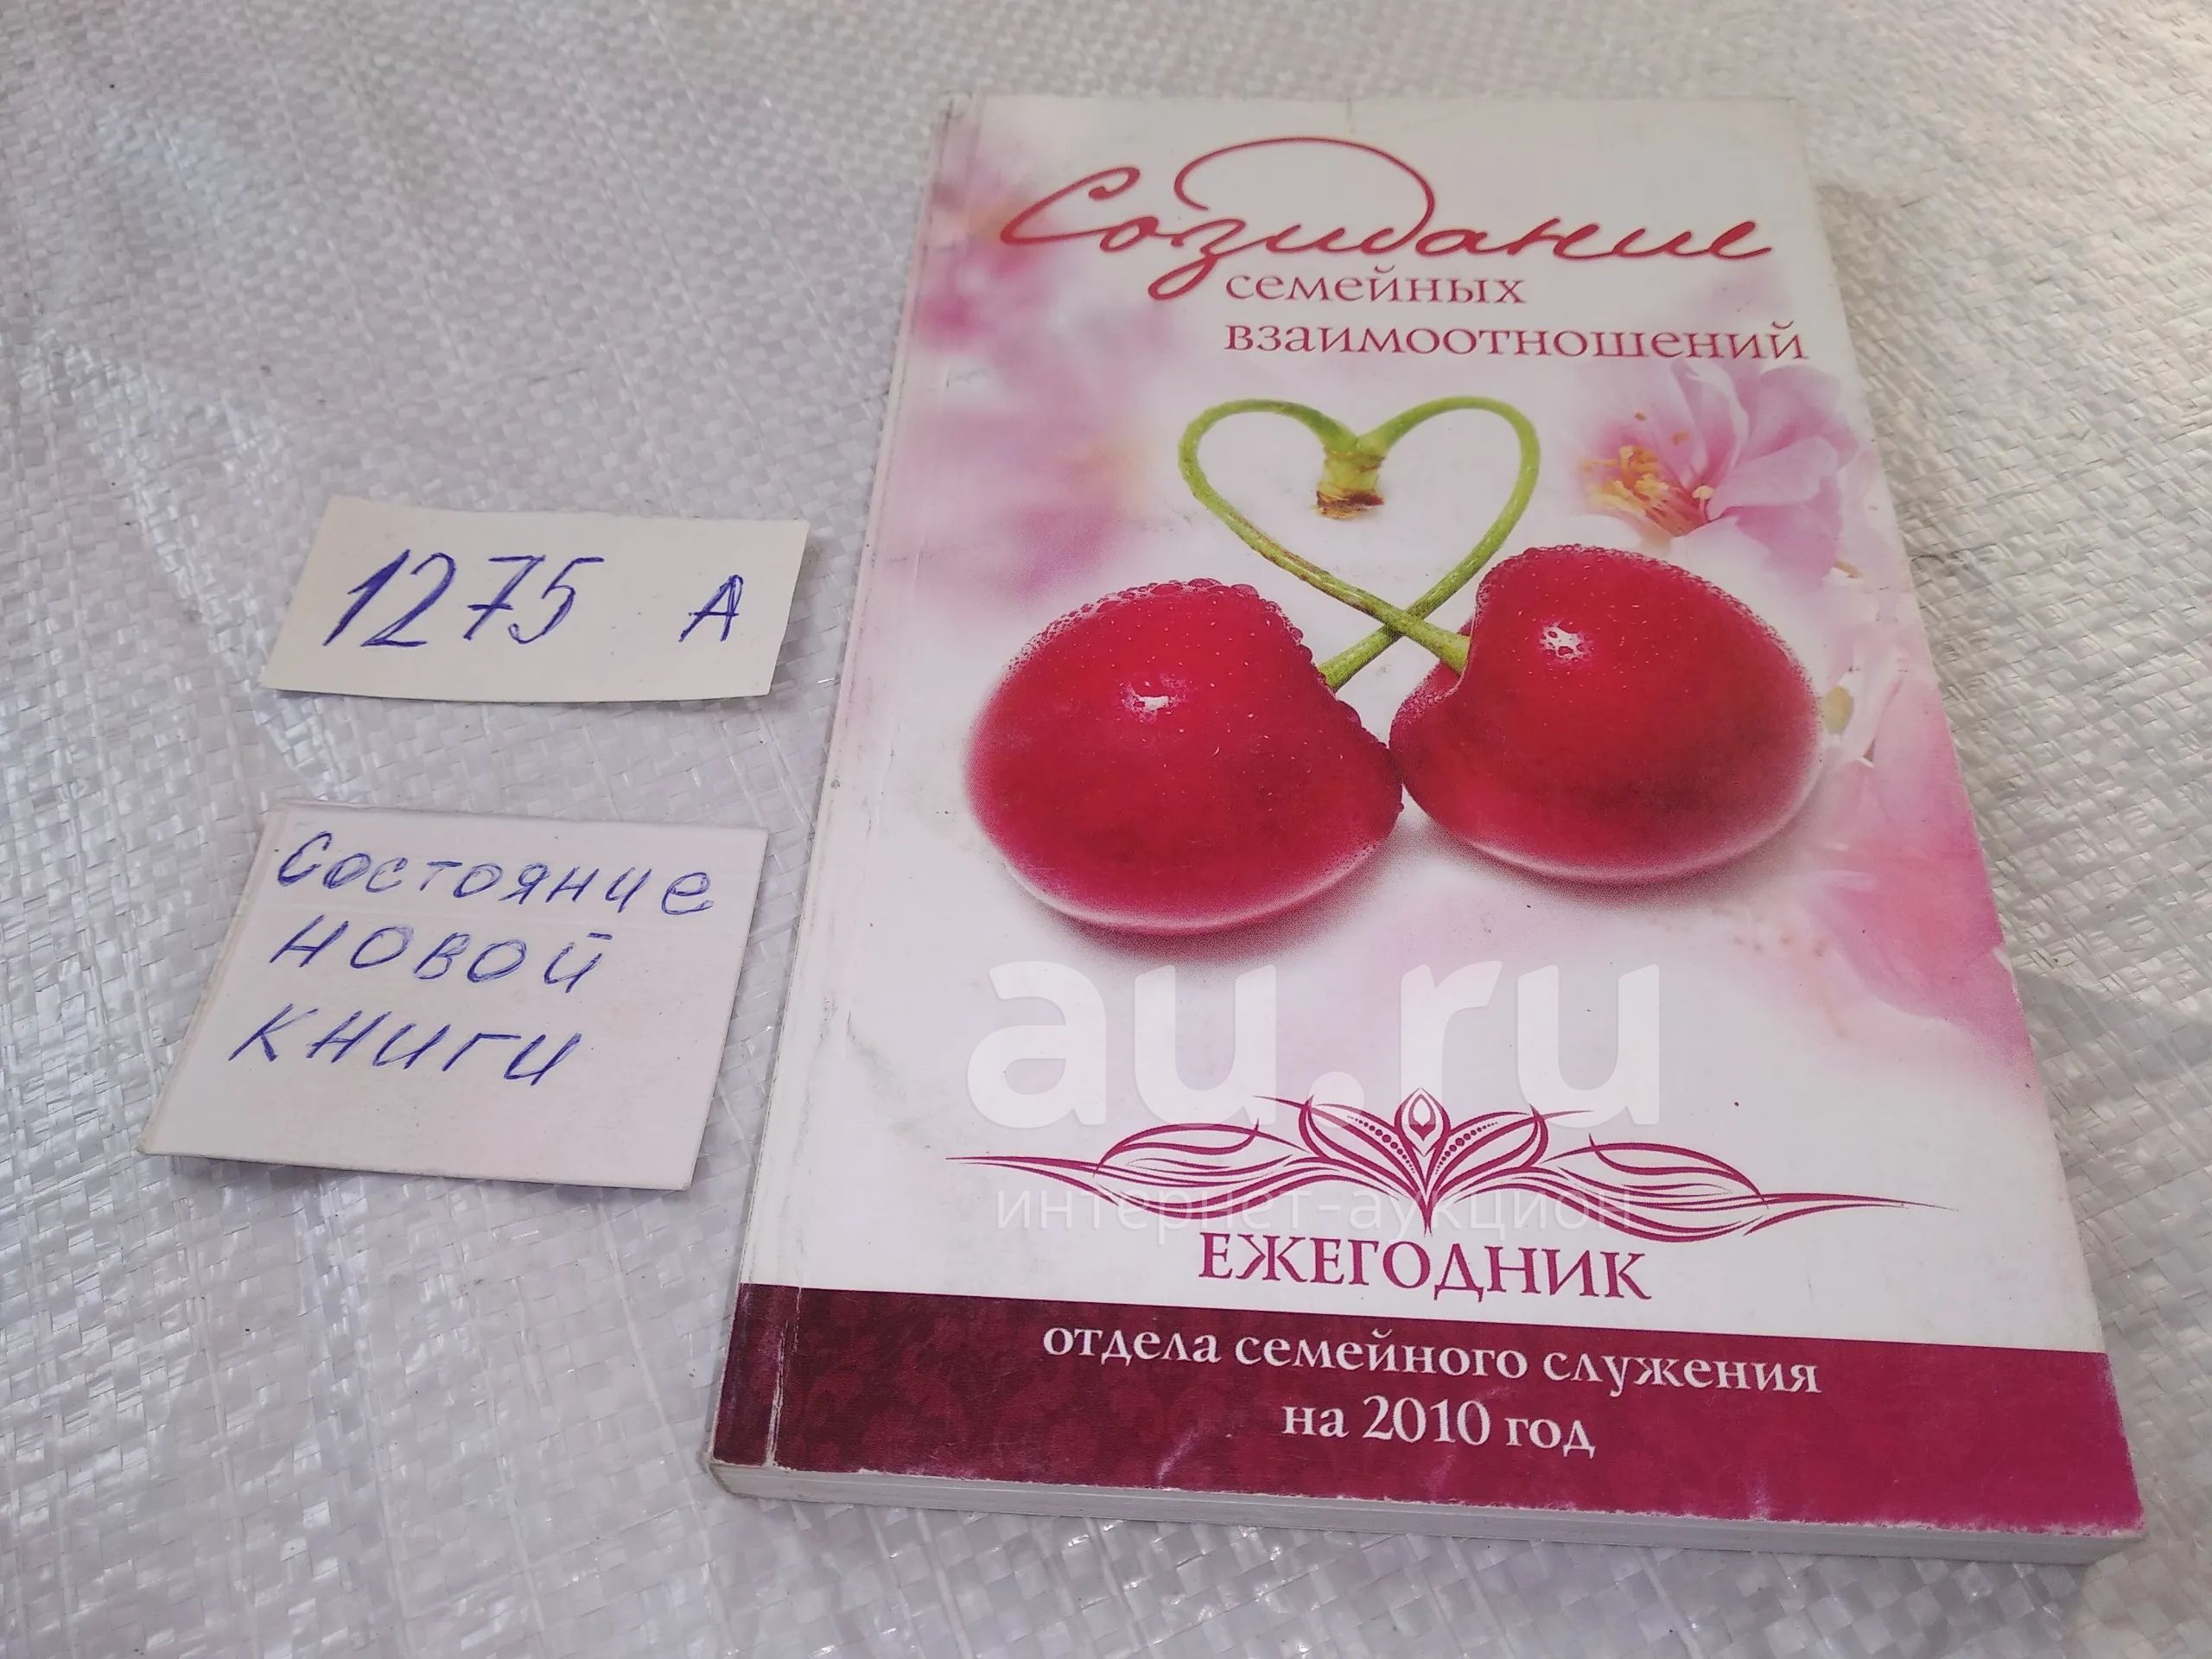 Созидание
семейных
взаимоотношений
1275 А
Состояние
новой
книги
au.ru
интернет-аукцион
ЕЖЕГОДНИК
отдела семейного служения
на 2010 год